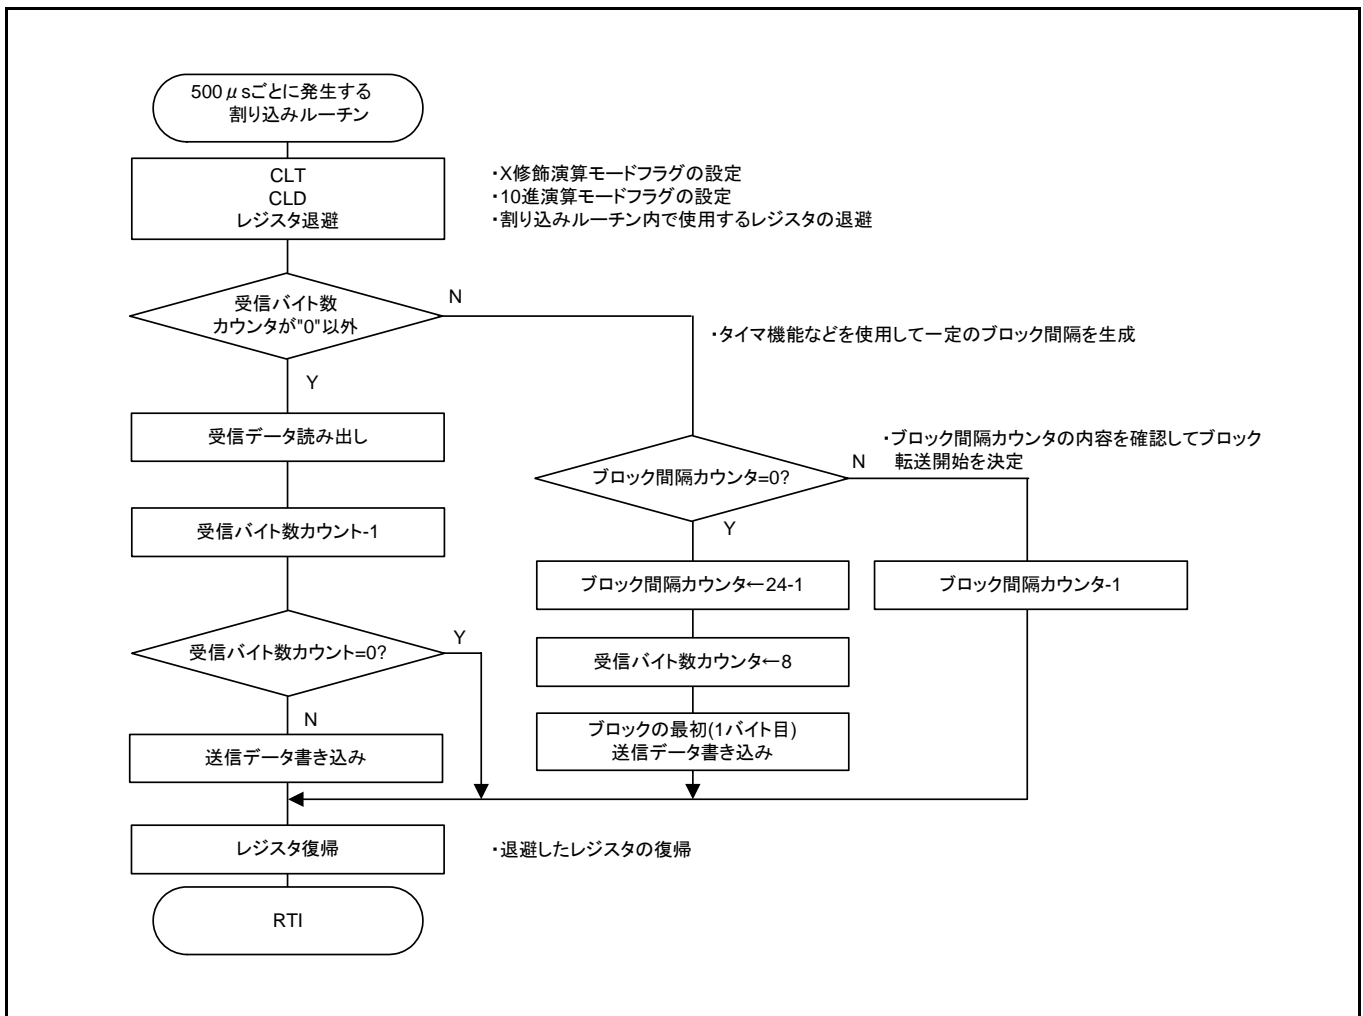 500μsごとに発生する
割り込みルーチン
CLT
CLD
レジスタ退避
・X修飾演算モードフラグの設定
・10進演算モードフラグの設定
・割り込みルーチン内で使用するレジスタの退避
受信バイト数
カウンタが"0"以外
N
Y
・タイマ機能などを使用して一定のブロック間隔を生成
受信データ読み出し
・ブロック間隔カウンタの内容を確認してブロック
転送開始を決定
ブロック間隔カウンタ=0?
N
Y
受信バイト数カウント-1
ブロック間隔カウンタ←24-1
ブロック間隔カウンタ-1
受信バイト数カウント=0?
Y
N
受信バイト数カウンタ←8
送信データ書き込み
ブロックの最初(1バイト目)
送信データ書き込み
レジスタ復帰
・退避したレジスタの復帰
RTI